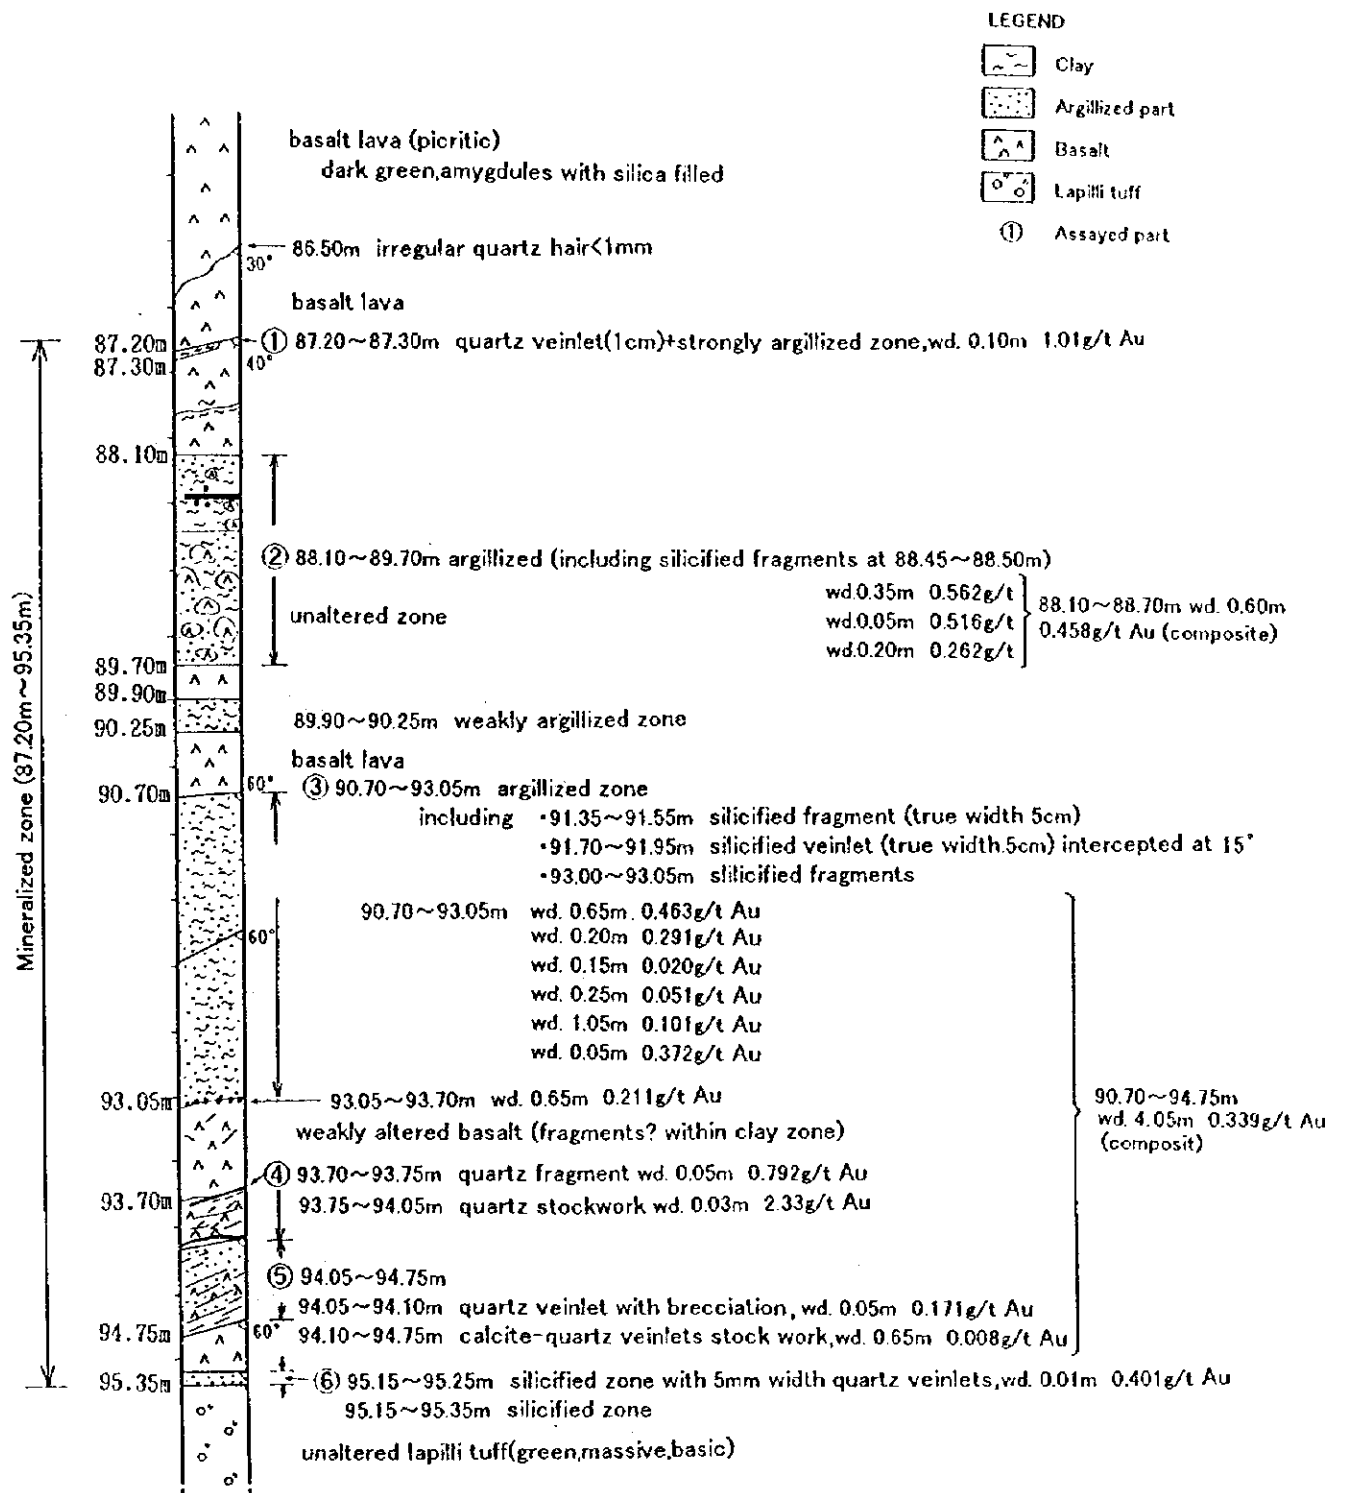 LEGEND
Clay
Argillized part
Basalt
Lapilli tuff
① Assayed part
basalt lava (picritic)
dark green,amygdules with silica filled
86.50m irregular quartz hair<1mm
30°
basalt lava
87.20m
① 87.20~87.30m quartz veinlet(1cm)+strongly argillized zone,wd. 0.10m 1.01g/t Au
87.30m
40°
88.10m
② 88.10~89.70m argillized (including silicified fragments at 88.45~88.50m)
wd.0.35m 0.562g/t
unaltered zone
wd.0.05m 0.516g/t
wd.0.20m 0.262g/t
88.10~88.70m wd. 0.60m
0.458g/t Au (composite)
Mineralized zone (87.20m~95.35m)
89.70m
89.90m
90.25m
89.90~90.25m weakly argillized zone
basalt lava
90.70m
60°
③ 90.70~93.05m argillized zone
including •91.35~91.55m silicified fragment (true width 5cm)
•91.70~91.95m silicified veinlet (true width.5cm) intercepted at 15°
•93.00~93.05m slilicified fragments
90.70~93.05m wd. 0.65m. 0.463g/t Au
60°
wd. 0.20m 0.291g/t Au
wd. 0.15m 0.020g/t Au
wd. 0.25m 0.051g/t Au
wd. 1.05m 0.101g/t Au
wd. 0.05m 0.372g/t Au
93.05m
93.05~93.70m wd. 0.65m 0.211g/t Au
90.70~94.75m
wd. 4.05m 0.339g/t Au
(composit)
weakly altered basalt (fragments? within clay zone)
④ 93.70~93.75m quartz fragment wd. 0.05m 0.792g/t Au
93.70m
93.75~94.05m quartz stockwork wd. 0.03m 2.33g/t Au
⑤ 94.05~94.75m
94.05~94.10m quartz veinlet with brecciation, wd. 0.05m 0.171g/t Au
94.75m
60°
94.10~94.75m calcite-quartz veinlets stock work,wd. 0.65m 0.008g/t Au
95.35m
⑥ 95.15~95.25m silicified zone with 5mm width quartz veinlets,wd. 0.01m 0.401g/t Au
95.15~95.35m silicified zone
unaltered lapilli tuff(green,massive,basic)